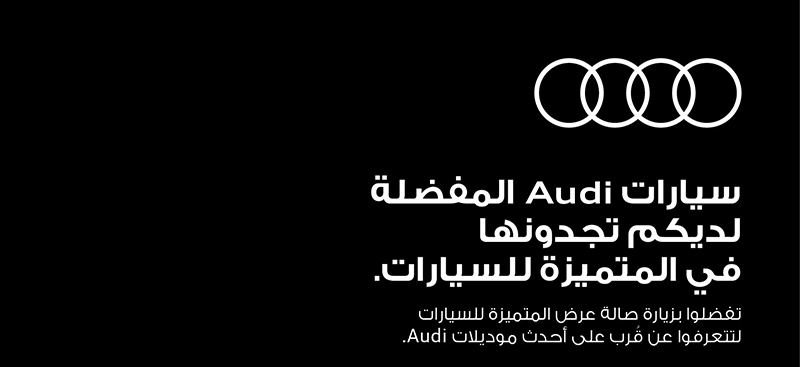 سيارات Audi المفضلة
لديكم تجدونها
في المتميزة للسيارات.
تفضلوا بزيارة صالة عرض المتميزة للسيارات
لتتعرفوا عن قُرب على أحدث موديلات Audi.